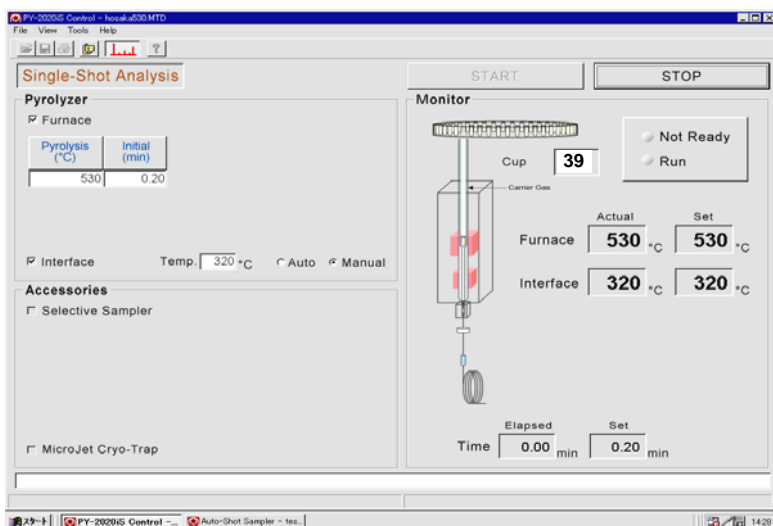 PY-2020iS Control - hosaka530.MTD
File View Tools Help
Single-Shot Analysis
START
STOP
Pyrolyzer
Furnace
Pyrolysis (°C)
Initial (min)
530
0.20
Interface
Temp. 320 °C
Auto
Manual
Accessories
Selective Sampler
MicroJet Cryo-Trap
Monitor
Cup 39
Carrier Gas
Not Ready
Run
Actual Set
Furnace 530 °C 530 °C
Interface 320 °C 320 °C
Elapsed Set
Time 0.00 min 0.20 min
スタート
PY-2020iS Control -...
Auto-Shot Sampler - tes...
14:28